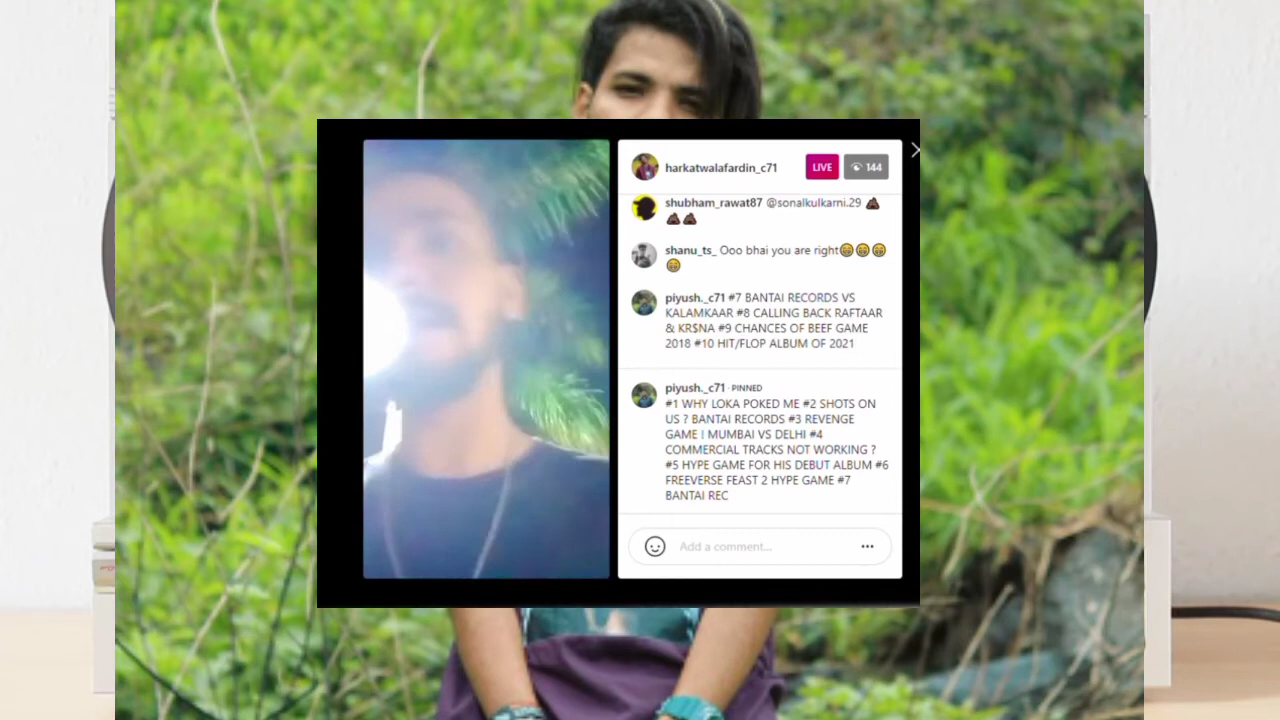 harkatwalafardin_c71
LIVE
144
shubham_rawat87 @sonalkulkarni.29 💩
💩💩
shanu_ts_ Ooo bhai you are right😁😁😁
😁
piyush._c71 #7 BANTAI RECORDS VS
KALAMKAAR #8 CALLING BACK RAFTAAR
& KR$NA #9 CHANCES OF BEEF GAME
2018 #10 HIT/FLOP ALBUM OF 2021
piyush._c71 · PINNED
#1 WHY LOKA POKED ME #2 SHOTS ON
US ? BANTAI RECORDS #3 REVENGE
GAME | MUMBAI VS DELHI #4
COMMERCIAL TRACKS NOT WORKING ?
#5 HYPE GAME FOR HIS DEBUT ALBUM #6
FREEVERSE FEAST 2 HYPE GAME #7
BANTAI REC
Add a comment...